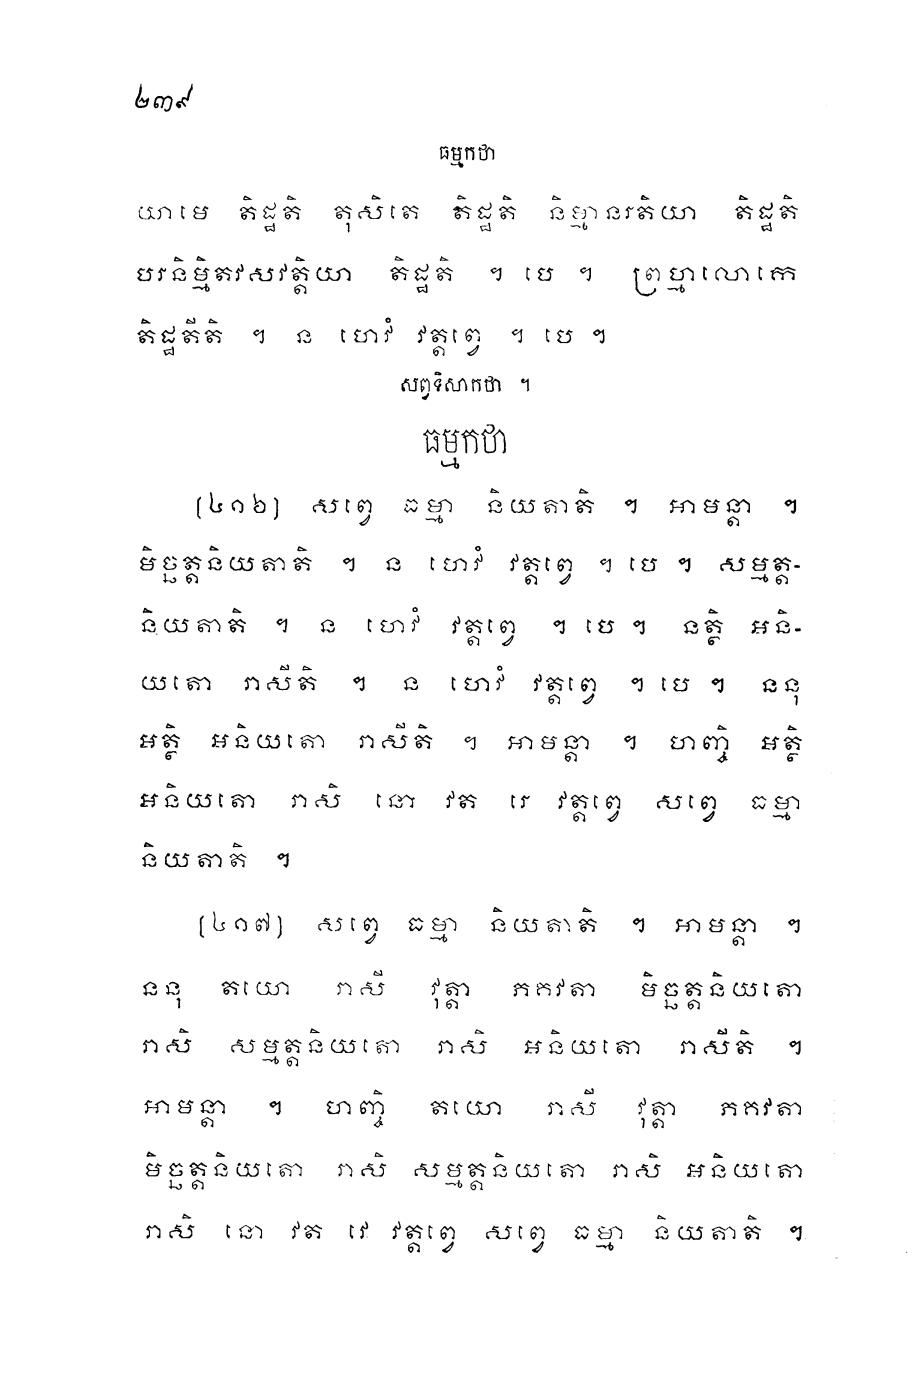 ២៣៩
ធម្មកថា
យាមេ តិដ្ឋតិ តុសិតេ តិដ្ឋតិ និម្មានរតិយា តិដ្ឋតិ
បរនិម្មិតវសវត្តិយា តិដ្ឋតិ ។ បេ ។ ព្រហ្មលោកេ
តិដ្ឋតីតិ ។ ន ហេវំ វត្តព្វេ ។ បេ ។
សព្វទិសាកថា ។
ធម្មកថា
[៤០៦] សព្វេ ធម្មា និយតាតិ ។ អាមន្តា ។
មិច្ឆត្តនិយតាតិ ។ ន ហេវំ វត្តព្វេ ។ បេ ។ សម្មត្ត-
និយតាតិ ។ ន ហេវំ វត្តព្វេ ។ បេ ។ នត្ថិ អនិ-
យតោ រាសីតិ ។ ន ហេវំ វត្តព្វេ ។ បេ ។ ននុ
អត្ថិ អនិយតោ រាសីតិ ។ អាមន្តា ។ ហញ្ចិ អត្ថិ
អនិយតោ រាសិ នោ វត រេ វត្តព្វេ សព្វេ ធម្មា
និយតាតិ ។
[៤០៧] សព្វេ ធម្មា និយតាតិ ។ អាមន្តា ។
ននុ តយោ រាសី វុត្តា ភគវតា មិច្ឆត្តនិយតោ
រាសិ សម្មត្តនិយតោ រាសិ អនិយតោ រាសីតិ ។
អាមន្តា ។ ហញ្ចិ តយោ រាសី វុត្តា ភគវតា
មិច្ឆត្តនិយតោ រាសិ សម្មត្តនិយតោ រាសិ អនិយតោ
រាសិ នោ វត រេ វត្តព្វេ សព្វេ ធម្មា និយតាតិ ។